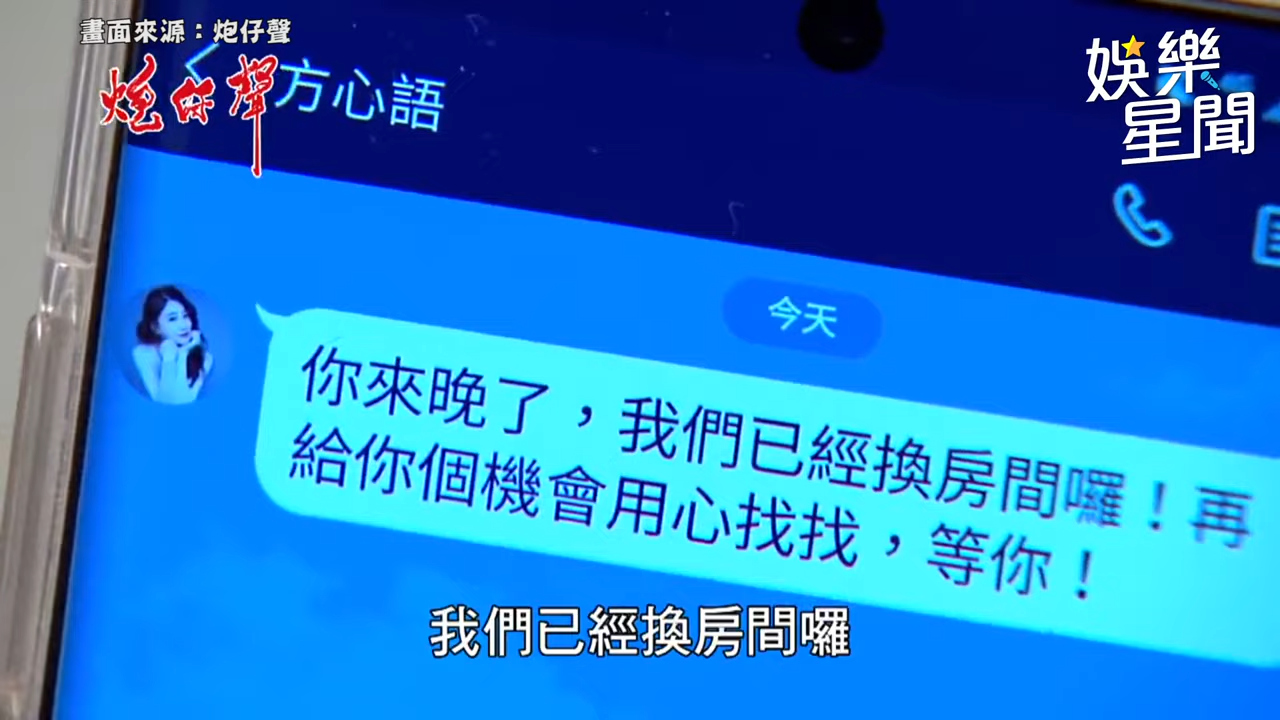 畫面來源：炮仔聲
炮仔聲
方心語
娛樂
星聞
今天
你來晚了，我們已經換房間囉！再
給你個機會用心找找，等你！
我們已經換房間囉